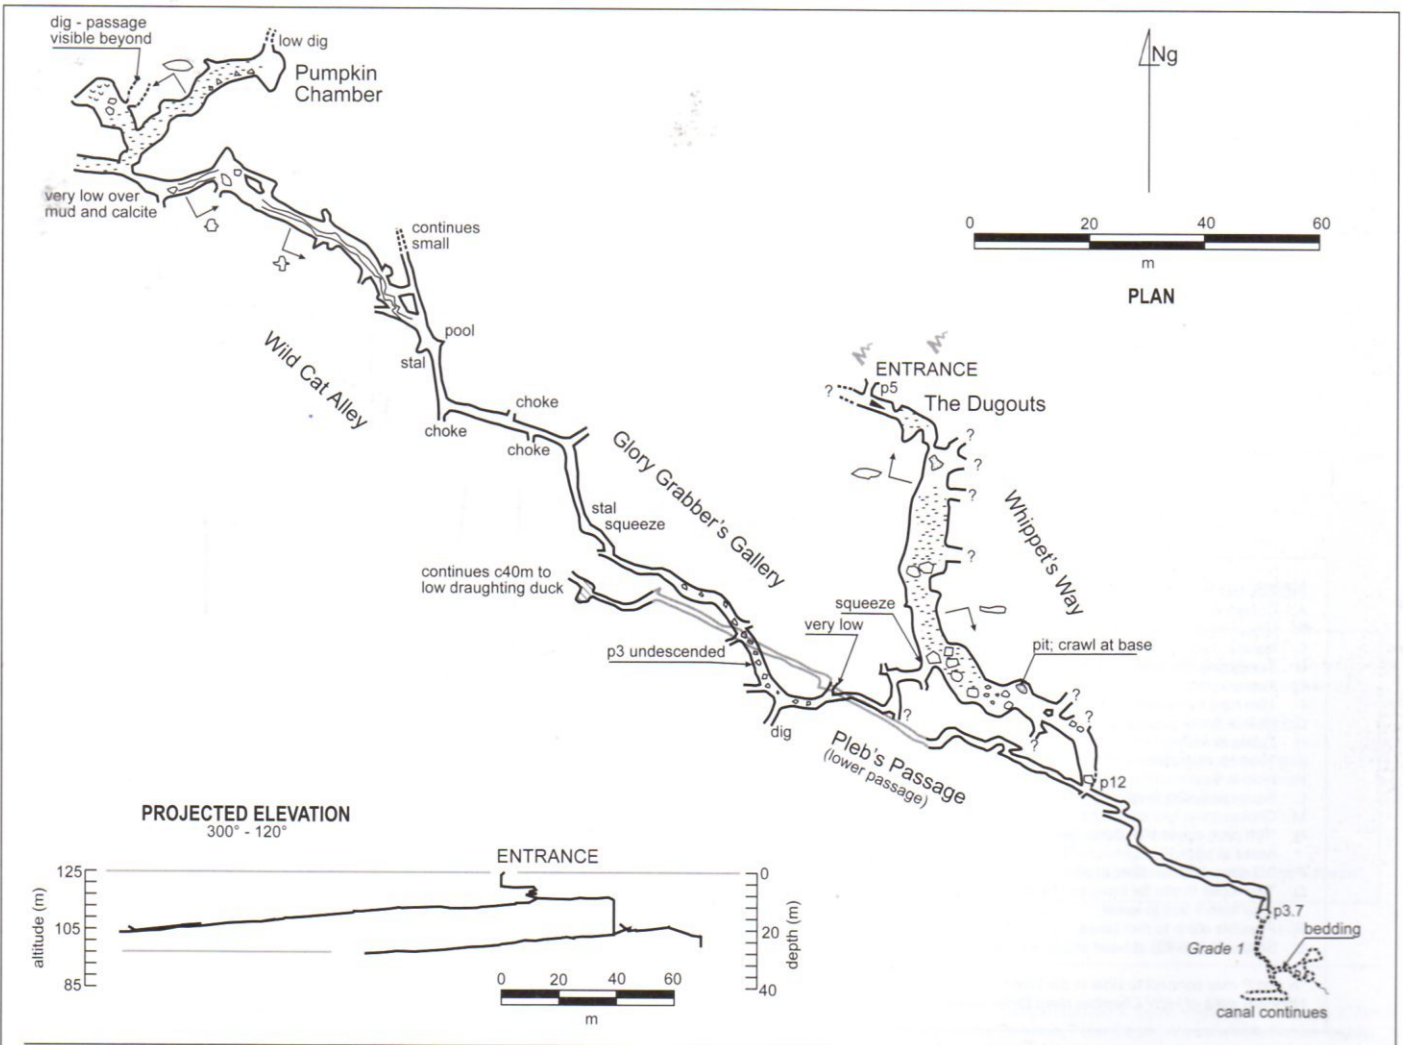 dig - passage
visible beyond
low dig
Pumpkin
Chamber
Ng
very low over
mud and calcite
continues
small
0 20 40 60
m
PLAN
pool
stal
Wild Cat Alley
ENTRANCE
p5
?
The Dugouts
choke
choke
choke
?
?
?
Glory Grabber's Gallery
Whippet's Way
stal
squeeze
?
continues c40m to
low draughting duck
squeeze
very low
pit; crawl at base
p3 undescended
?
?
?
?
dig
Pleb's Passage
(lower passage)
p12
PROJECTED ELEVATION
300° - 120°
ENTRANCE
125
105
85
altitude (m)
0
20
40
depth (m)
0 20 40 60
m
p3.7
bedding
Grade 1
canal continues